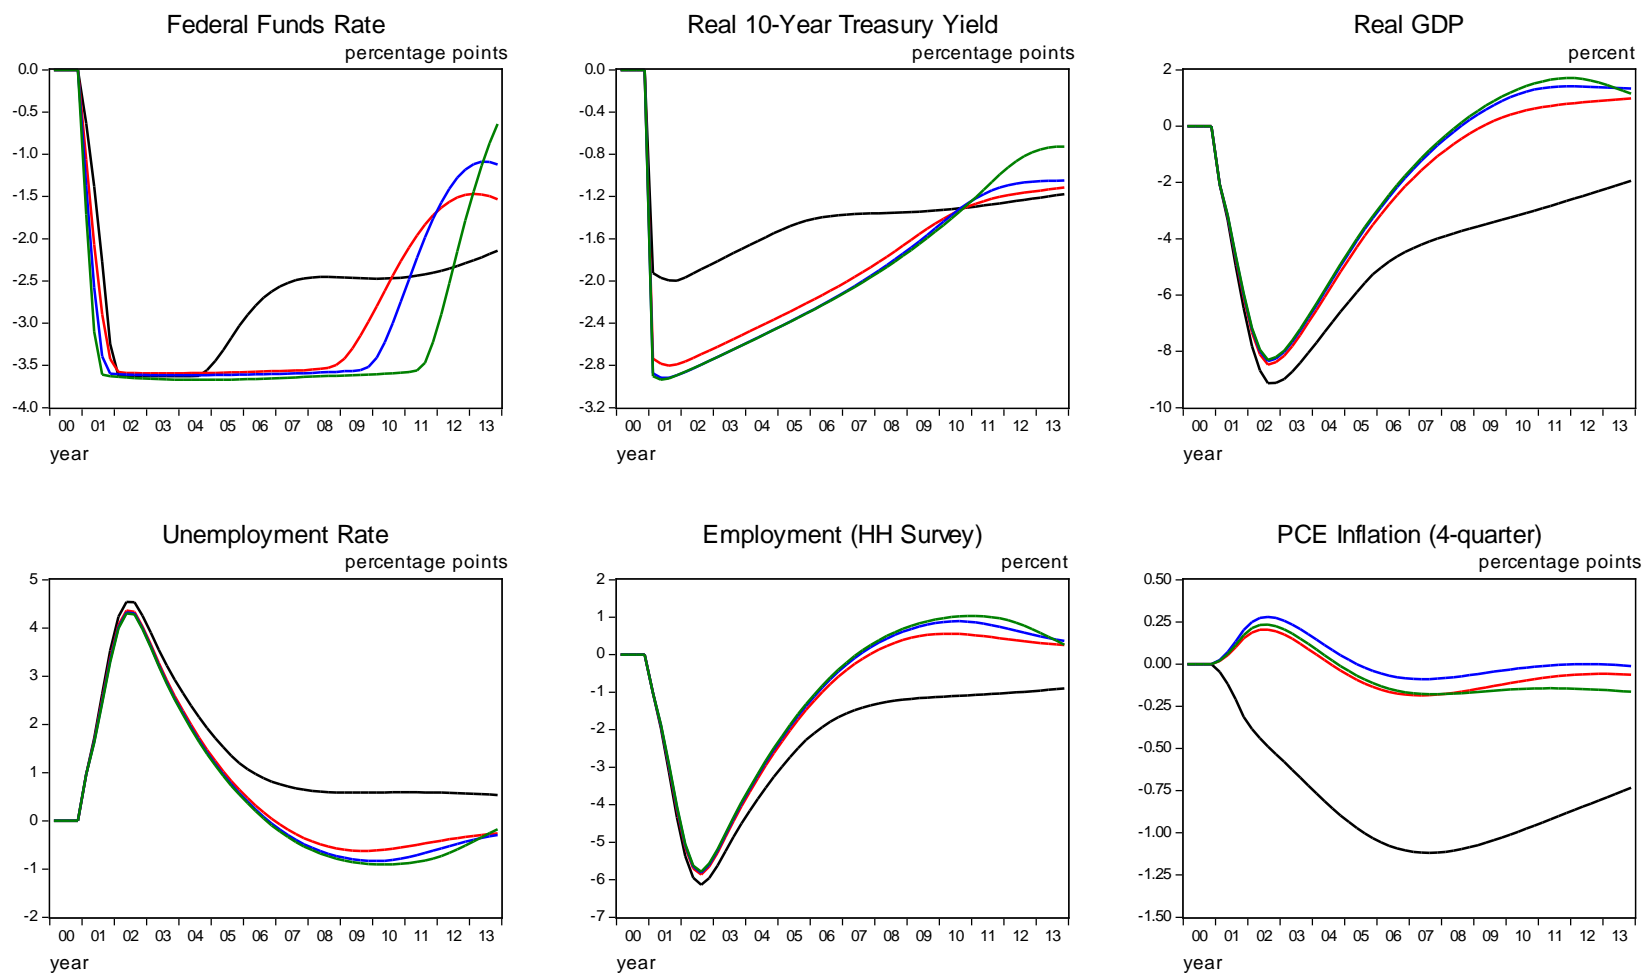 Federal Funds Rate
percentage points
0.0
-0.5
-1.0
-1.5
-2.0
-2.5
-3.0
-3.5
-4.0
00 01 02 03 04 05 06 07 08 09 10 11 12 13
year
Real 10-Year Treasury Yield
percentage points
0.0
-0.4
-0.8
-1.2
-1.6
-2.0
-2.4
-2.8
-3.2
00 01 02 03 04 05 06 07 08 09 10 11 12 13
year
Real GDP
percent
2
0
-2
-4
-6
-8
-10
00 01 02 03 04 05 06 07 08 09 10 11 12 13
year
Unemployment Rate
percentage points
5
4
3
2
1
0
-1
-2
00 01 02 03 04 05 06 07 08 09 10 11 12 13
year
Employment (HH Survey)
percent
2
1
0
-1
-2
-3
-4
-5
-6
-7
00 01 02 03 04 05 06 07 08 09 10 11 12 13
year
PCE Inflation (4-quarter)
percentage points
0.50
0.25
0.00
-0.25
-0.50
-0.75
-1.00
-1.25
-1.50
00 01 02 03 04 05 06 07 08 09 10 11 12 13
year